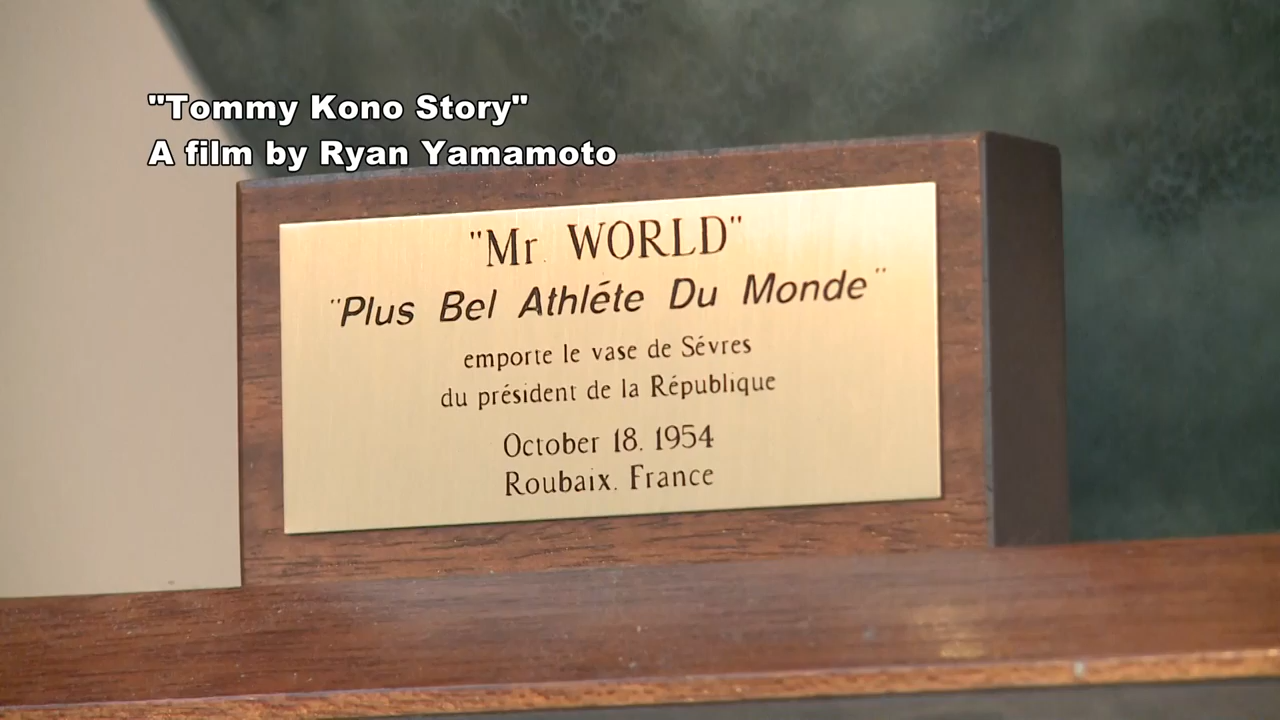 "Tommy Kono Story"
A film by Ryan Yamamoto
"Mr. WORLD"
"Plus Bel Athléte Du Monde"
emporte le vase de Sévres
du président de la République
October 18, 1954
Roubaix, France